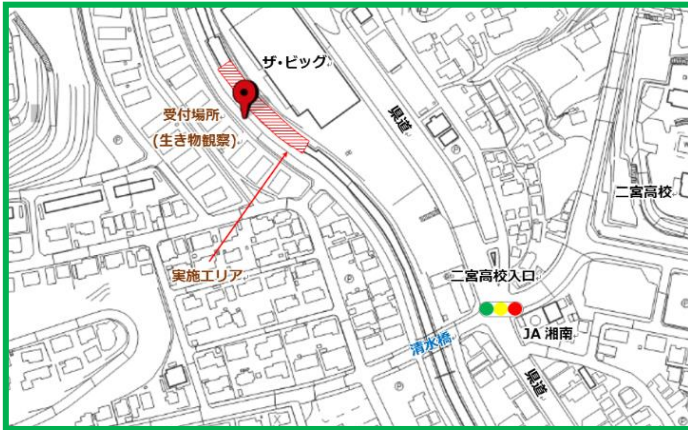 ザ・ビッグ
受付場所
(生き物観察)
県道
二宮高校
実施エリア
二宮高校入口
JA 湘南
清水橋
県道